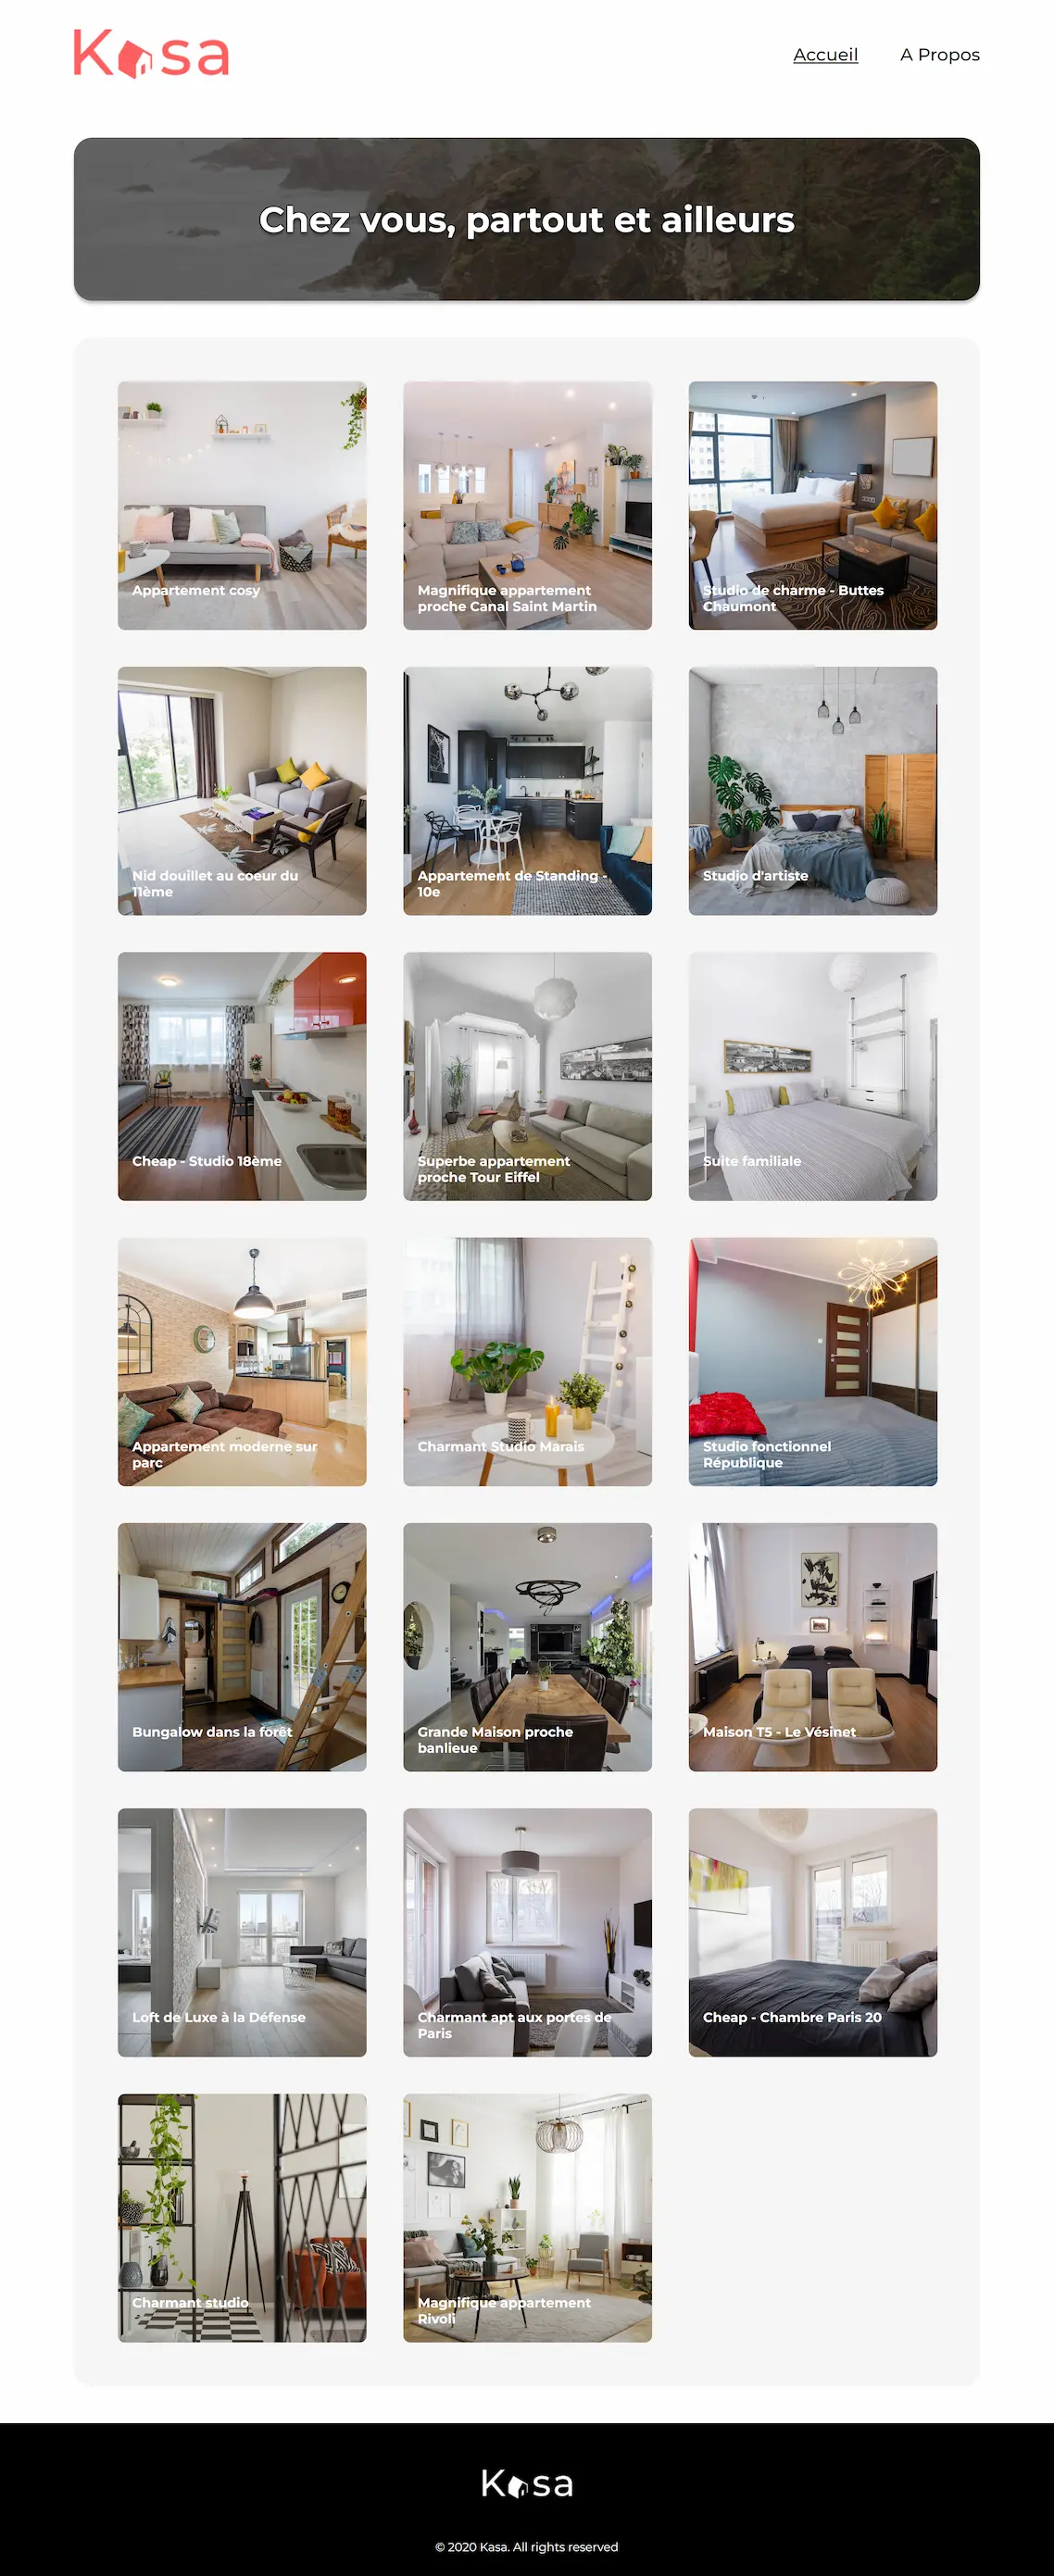 Kasa
Accueil
A Propos
Chez vous, partout et ailleurs
Appartement cosy
Magnifique appartement
proche Canal Saint Martin
Studio de charme - Buttes
Chaumont
Nid douillet au coeur du
11ème
Appartement de Standing -
10e
Studio d'artiste
Cheap - Studio 18ème
Superbe appartement
proche Tour Eiffel
Suite familiale
Appartement moderne sur
parc
Charmant Studio Marais
Studio fonctionnel
République
Bungalow dans la forêt
Grande Maison proche
banlieue
Maison T5 - Le Vésinet
Loft de Luxe à la Défense
Charmant apt aux portes de
Paris
Cheap - Chambre Paris 20
Charmant studio
Magnifique appartement
Rivoli
Kasa
© 2020 Kasa. All rights reserved